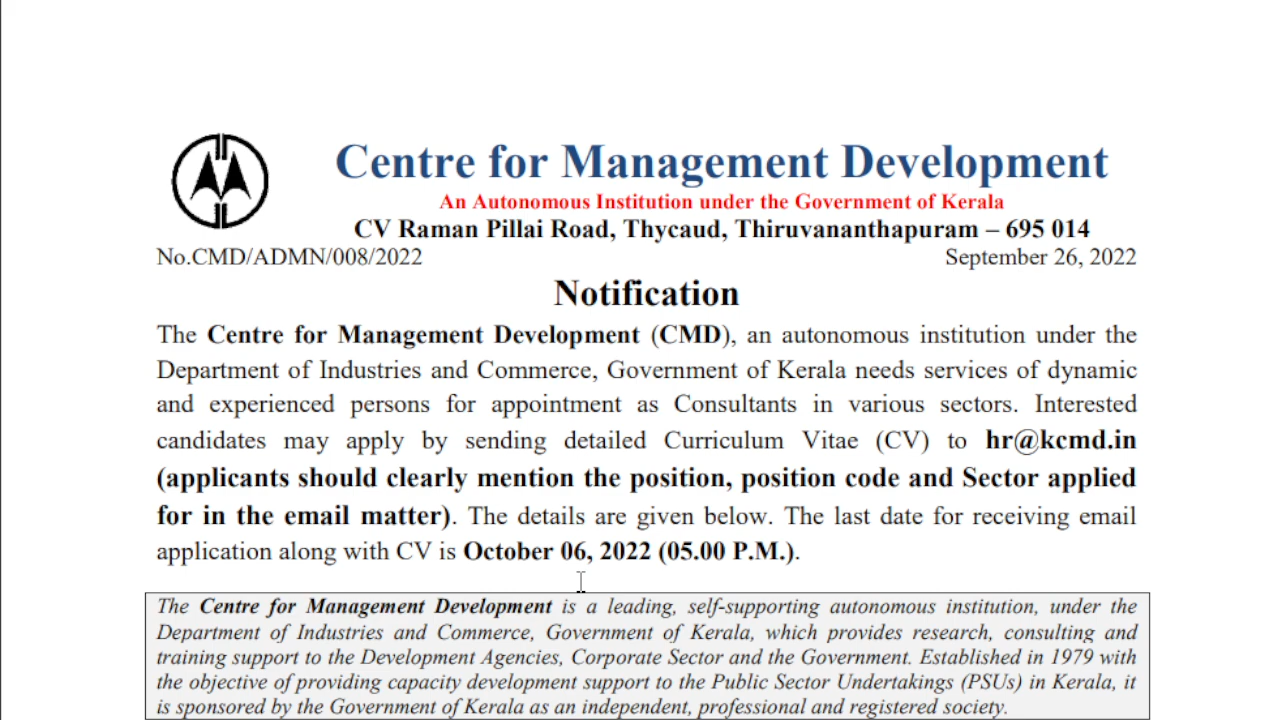 Centre for Management Development
An Autonomous Institution under the Government of Kerala
CV Raman Pillai Road, Thycaud, Thiruvananthapuram – 695 014
No.CMD/ADMN/008/2022 September 26, 2022
Notification
The Centre for Management Development (CMD), an autonomous institution under the
Department of Industries and Commerce, Government of Kerala needs services of dynamic
and experienced persons for appointment as Consultants in various sectors. Interested
candidates may apply by sending detailed Curriculum Vitae (CV) to hr@kcmd.in
(applicants should clearly mention the position, position code and Sector applied
for in the email matter). The details are given below. The last date for receiving email
application along with CV is October 06, 2022 (05.00 P.M.).
The Centre for Management Development is a leading, self-supporting autonomous institution, under the
Department of Industries and Commerce, Government of Kerala, which provides research, consulting and
training support to the Development Agencies, Corporate Sector and the Government. Established in 1979 with
the objective of providing capacity development support to the Public Sector Undertakings (PSUs) in Kerala, it
is sponsored by the Government of Kerala as an independent, professional and registered society.